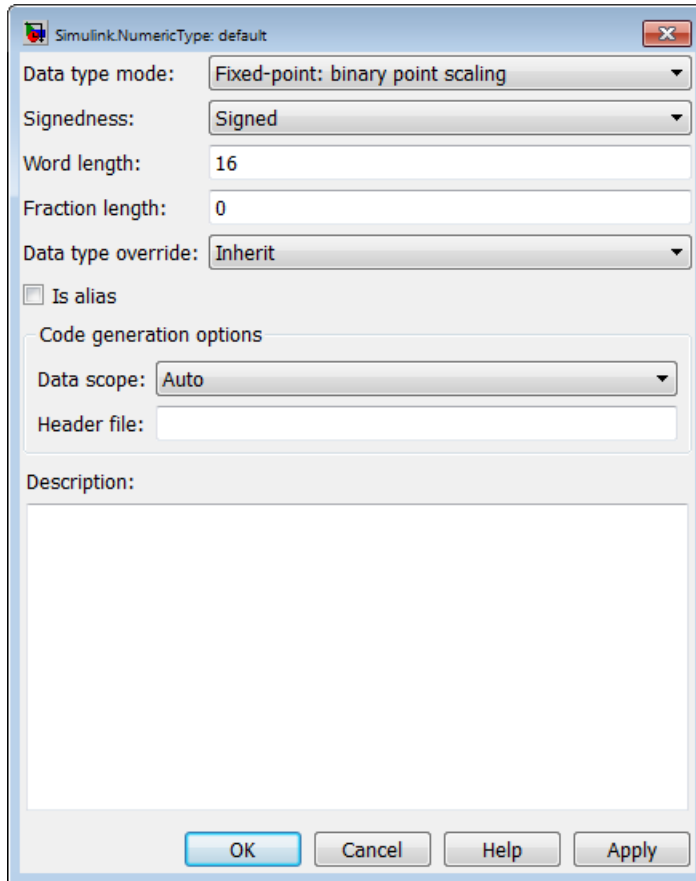 Simulink.NumericType: default
Data type mode: Fixed-point: binary point scaling
Signedness: Signed
Word length: 16
Fraction length: 0
Data type override: Inherit
Is alias
Code generation options
Data scope: Auto
Header file:
Description:
OK Cancel Help Apply